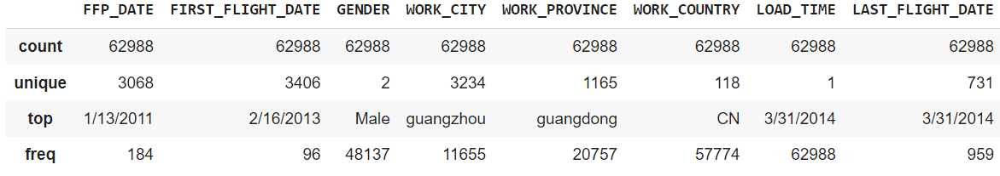 FFP_DATE FIRST_FLIGHT_DATE GENDER WORK_CITY WORK_PROVINCE WORK_COUNTRY LOAD_TIME LAST_FLIGHT_DATE
count 62988 62988 62988 62988 62988 62988 62988 62988
unique 3068 3406 2 3234 1165 118 1 731
top 1/13/2011 2/16/2013 Male guangzhou guangdong CN 3/31/2014 3/31/2014
freq 184 96 48137 11655 20757 57774 62988 959